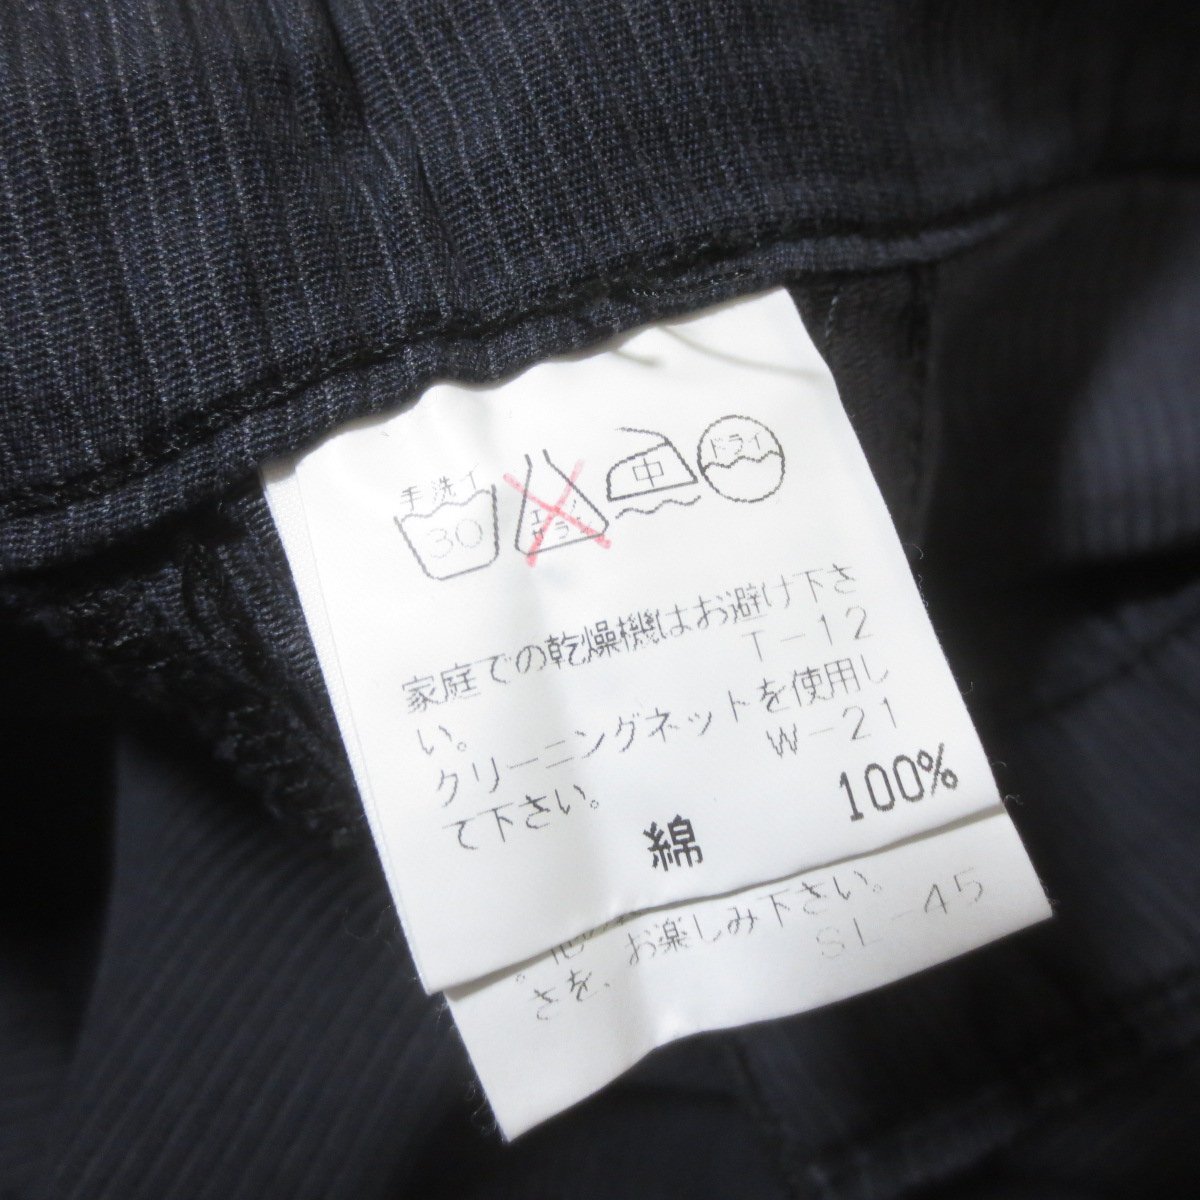 手洗イ
30
エンソ
サラシ
中
ドライ
家庭での乾燥機はお避け下さ
い。 T-12
クリーニングネットを使用し
て下さい。 W-21
綿 100%
さを、お楽しみ下さい。
SL-45